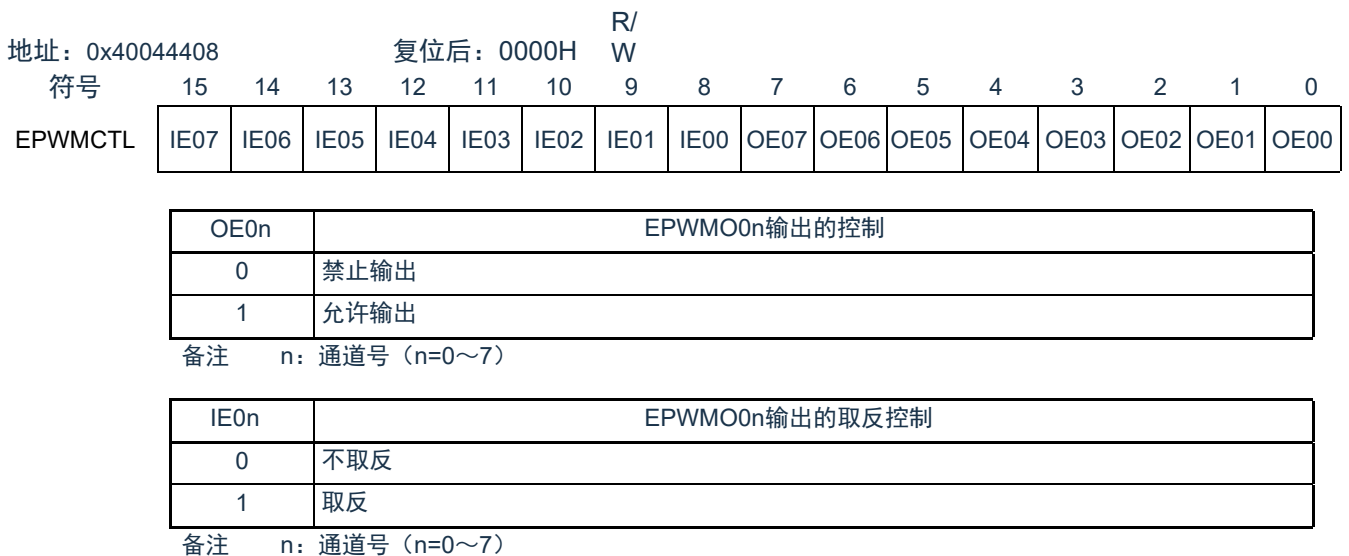 地址：0x40044408 复位后：0000H R/W
符号 15 14 13 12 11 10 9 8 7 6 5 4 3 2 1 0
EPWMCTL IE07 IE06 IE05 IE04 IE03 IE02 IE01 IE00 OE07 OE06 OE05 OE04 OE03 OE02 OE01 OE00
OE0n EPWMO0n输出的控制
0 禁止输出
1 允许输出
备注 n：通道号（n=0～7）
IE0n EPWMO0n输出的取反控制
0 不取反
1 取反
备注 n：通道号（n=0～7）